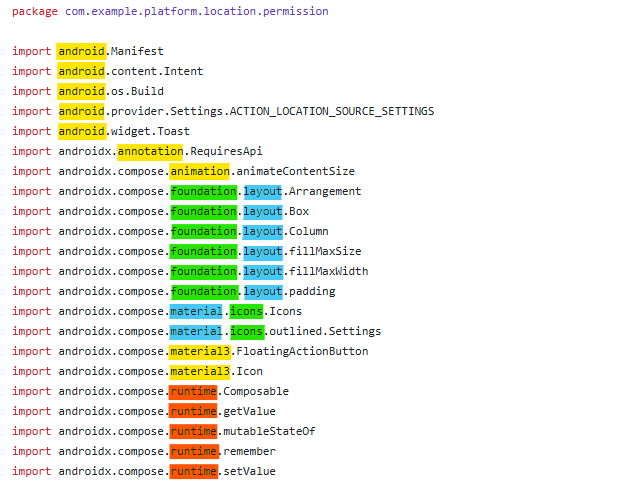 package com.example.platform.location.permission
import android.Manifest
import android.content.Intent
import android.os.Build
import android.provider.Settings.ACTION_LOCATION_SOURCE_SETTINGS
import android.widget.Toast
import androidx.annotation.RequiresApi
import androidx.compose.animation.animateContentSize
import androidx.compose.foundation.layout.Arrangement
import androidx.compose.foundation.layout.Box
import androidx.compose.foundation.layout.Column
import androidx.compose.foundation.layout.fillMaxSize
import androidx.compose.foundation.layout.fillMaxWidth
import androidx.compose.foundation.layout.padding
import androidx.compose.material.icons.Icons
import androidx.compose.material.icons.outlined.Settings
import androidx.compose.material3.FloatingActionButton
import androidx.compose.material3.Icon
import androidx.compose.runtime.Composable
import androidx.compose.runtime.getValue
import androidx.compose.runtime.mutableStateOf
import androidx.compose.runtime.remember
import androidx.compose.runtime.setValue